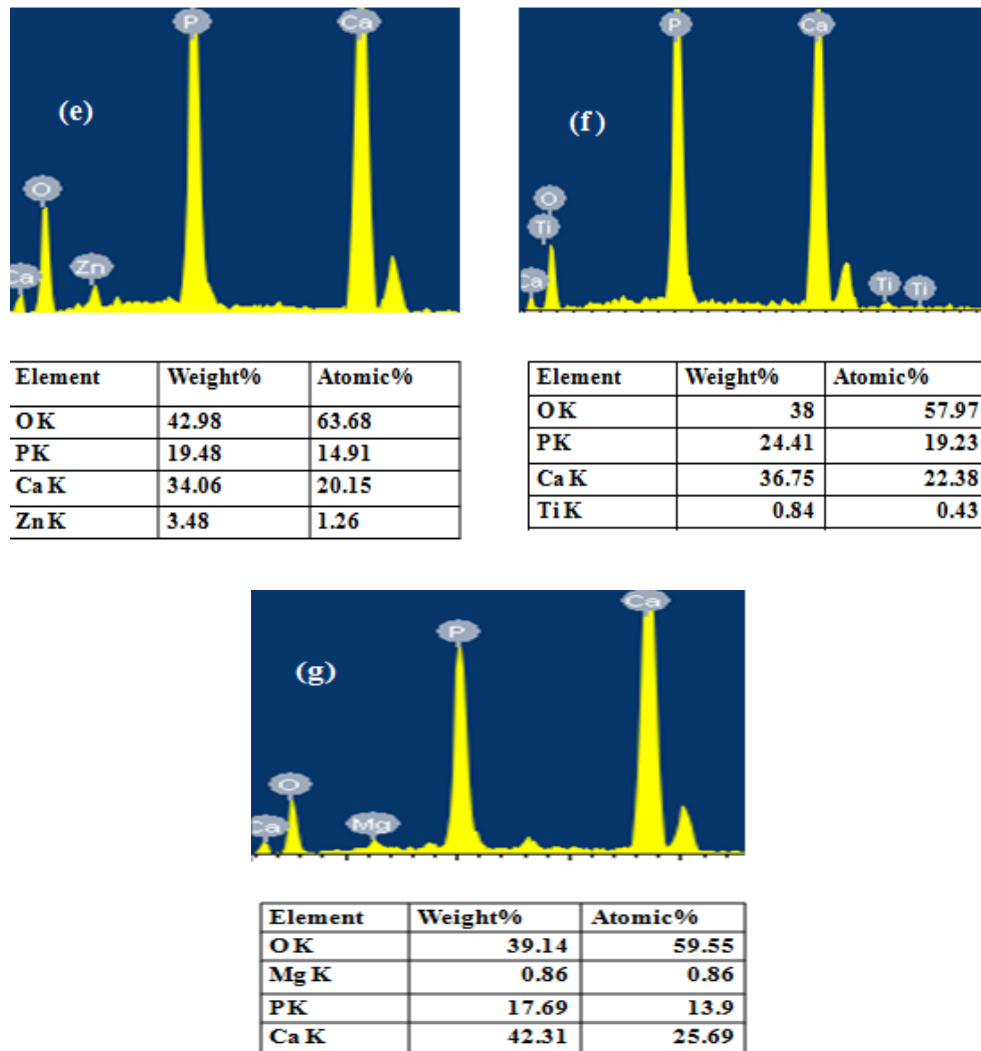 P Ca
(e)
O
Ca Zn
P Ca
(f)
O
Ti
Ca Ti Ti
Element Weight% Atomic%
O K 42.98 63.68
P K 19.48 14.91
Ca K 34.06 20.15
Zn K 3.48 1.26
Element Weight% Atomic%
O K 38 57.97
P K 24.41 19.23
Ca K 36.75 22.38
Ti K 0.84 0.43
Ca
P
(g)
O
Ca Mg
Element Weight% Atomic%
O K 39.14 59.55
Mg K 0.86 0.86
P K 17.69 13.9
Ca K 42.31 25.69